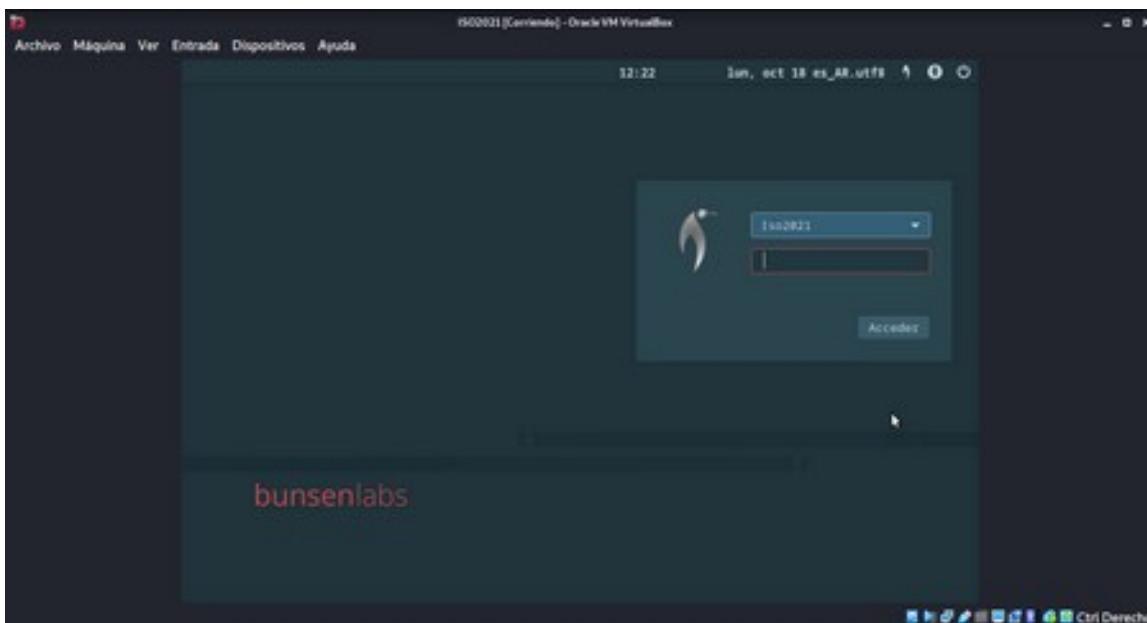 ISO2021 [Corriendo] - Oracle VM VirtualBox
Archivo Máquina Ver Entrada Dispositivos Ayuda
12:22 lun, oct 18 es_AR.utf8
Iso2021
Acceder
bunsenlabs
Ctrl Derecho